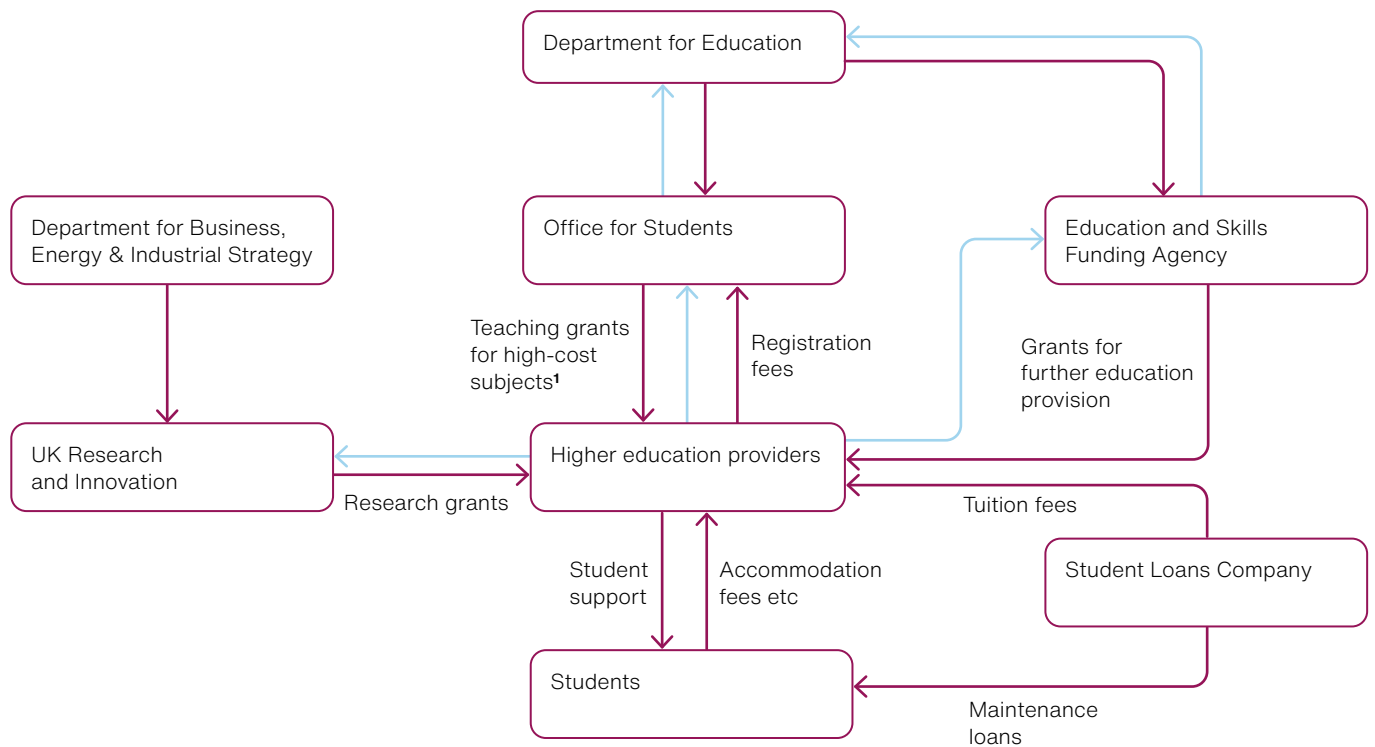 Department for Education
Department for Business,
Energy & Industrial Strategy
Office for Students
Education and Skills
Funding Agency
Teaching grants
for high-cost
subjects1
Registration
fees
Grants for
further education
provision
UK Research
and Innovation
Higher education providers
Research grants
Tuition fees
Student
support
Accommodation
fees etc
Student Loans Company
Students
Maintenance
loans